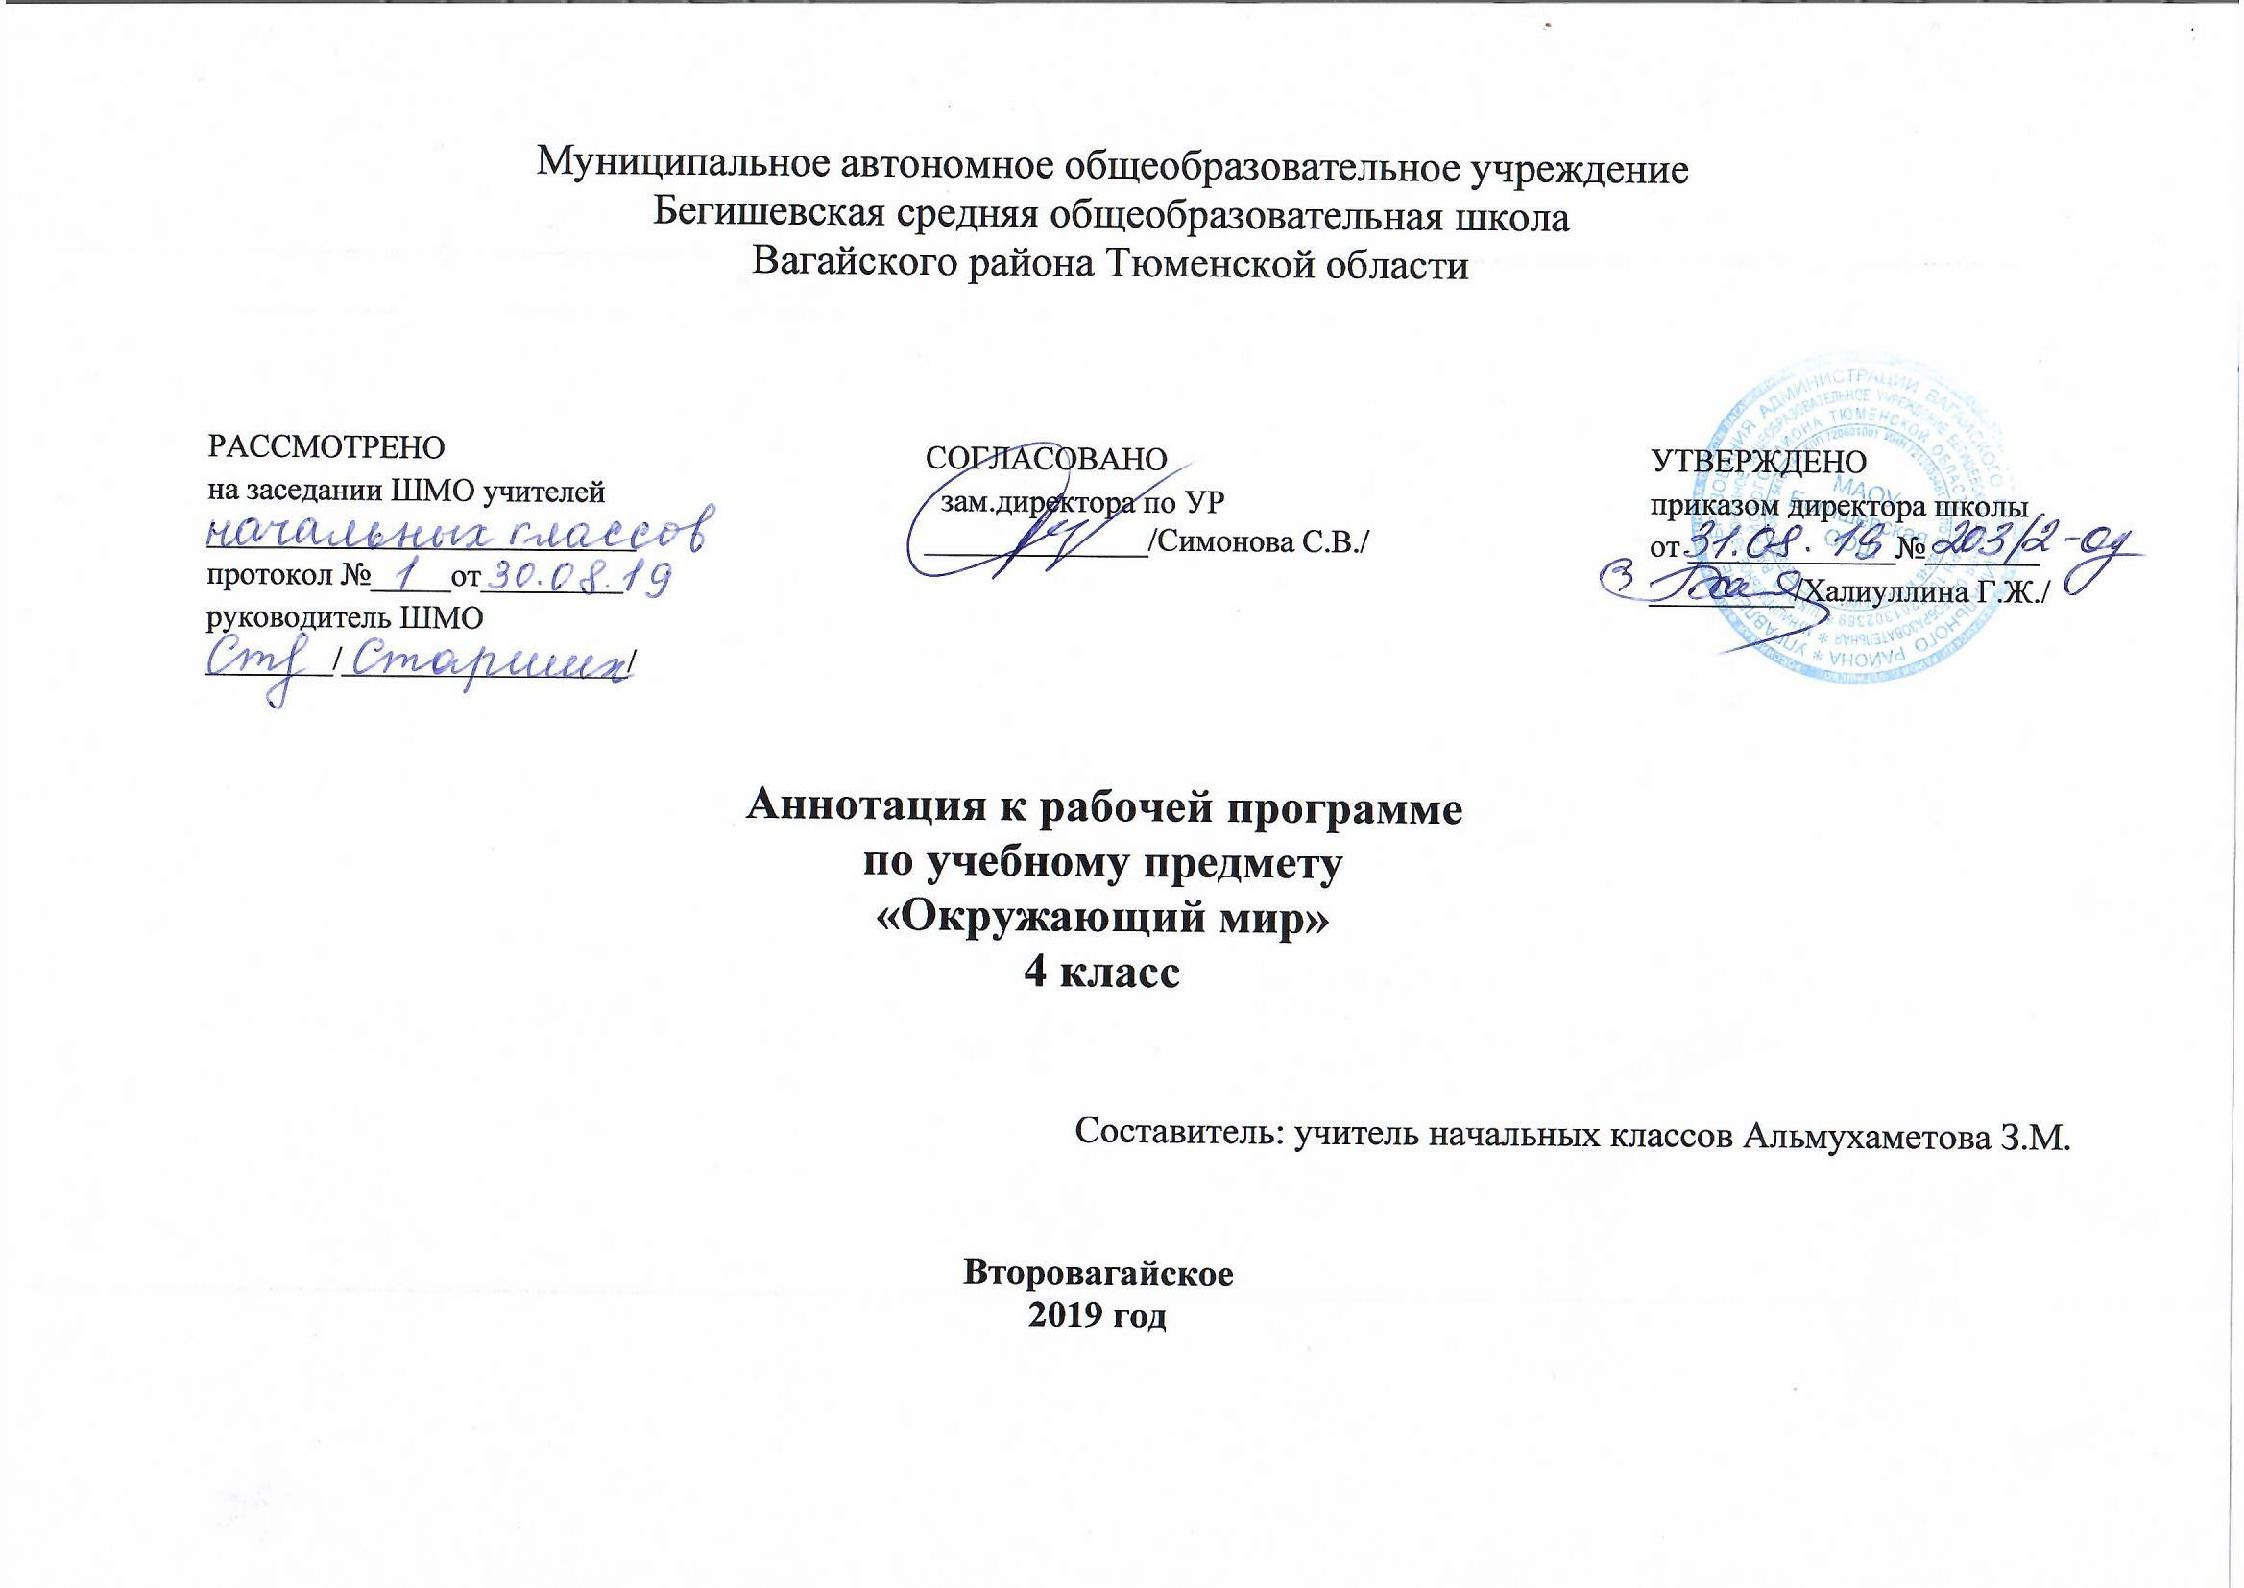 Муниципальное автономное общеобразовательное учреждение
Бегишевская средняя общеобразовательная школа
Вагайского района Тюменской области
РАССМОТРЕНО
на заседании ШМО учителей
начальных классов
протокол № 1 от 30.08.19
руководитель ШМО
/ Старших/
СОГЛАСОВАНО
зам.директора по УР
/Симонова С.В./
УТВЕРЖДЕНО
приказом директора школы
от 31.08.19 № 203/2-од
/Халиуллина Г.Ж./
Аннотация к рабочей программе
по учебному предмету
«Окружающий мир»
4 класс
Составитель: учитель начальных классов Альмухаметова З.М.
Второвагайское
2019 год